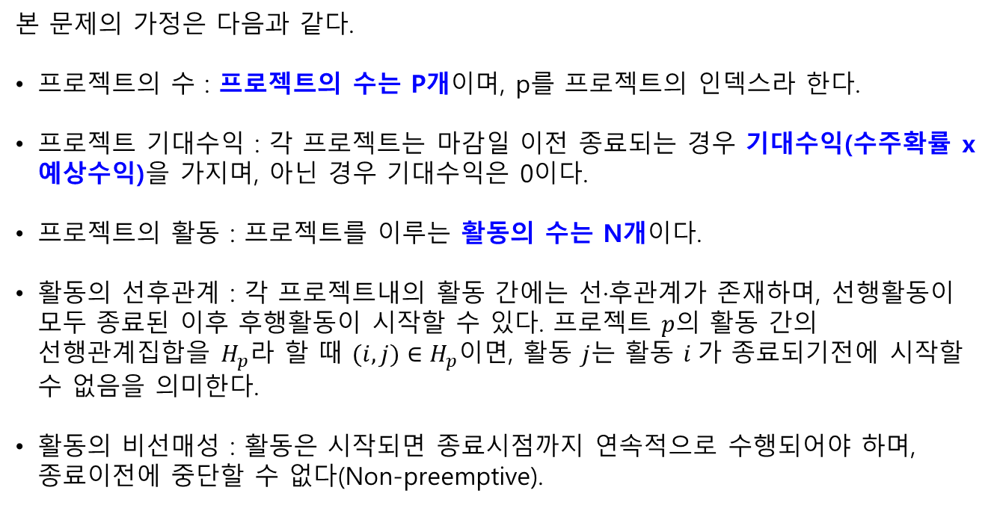 본 문제의 가정은 다음과 같다.
• 프로젝트의 수 : 프로젝트의 수는 P개이며, p를 프로젝트의 인덱스라 한다.
• 프로젝트 기대수익 : 각 프로젝트는 마감일 이전 종료되는 경우 기대수익(수주확률 x
예상수익)을 가지며, 아닌 경우 기대수익은 0이다.
• 프로젝트의 활동 : 프로젝트를 이루는 활동의 수는 N개이다.
• 활동의 선후관계 : 각 프로젝트내의 활동 간에는 선·후관계가 존재하며, 선행활동이
모두 종료된 이후 후행활동이 시작할 수 있다. 프로젝트 𝑝의 활동 간의
선행관계집합을 𝐻𝑝라 할 때 (𝑖,𝑗) ∈ 𝐻𝑝이면, 활동 𝑗는 활동 𝑖 가 종료되기전에 시작할
수 없음을 의미한다.
• 활동의 비선매성 : 활동은 시작되면 종료시점까지 연속적으로 수행되어야 하며,
종료이전에 중단할 수 없다(Non-preemptive).